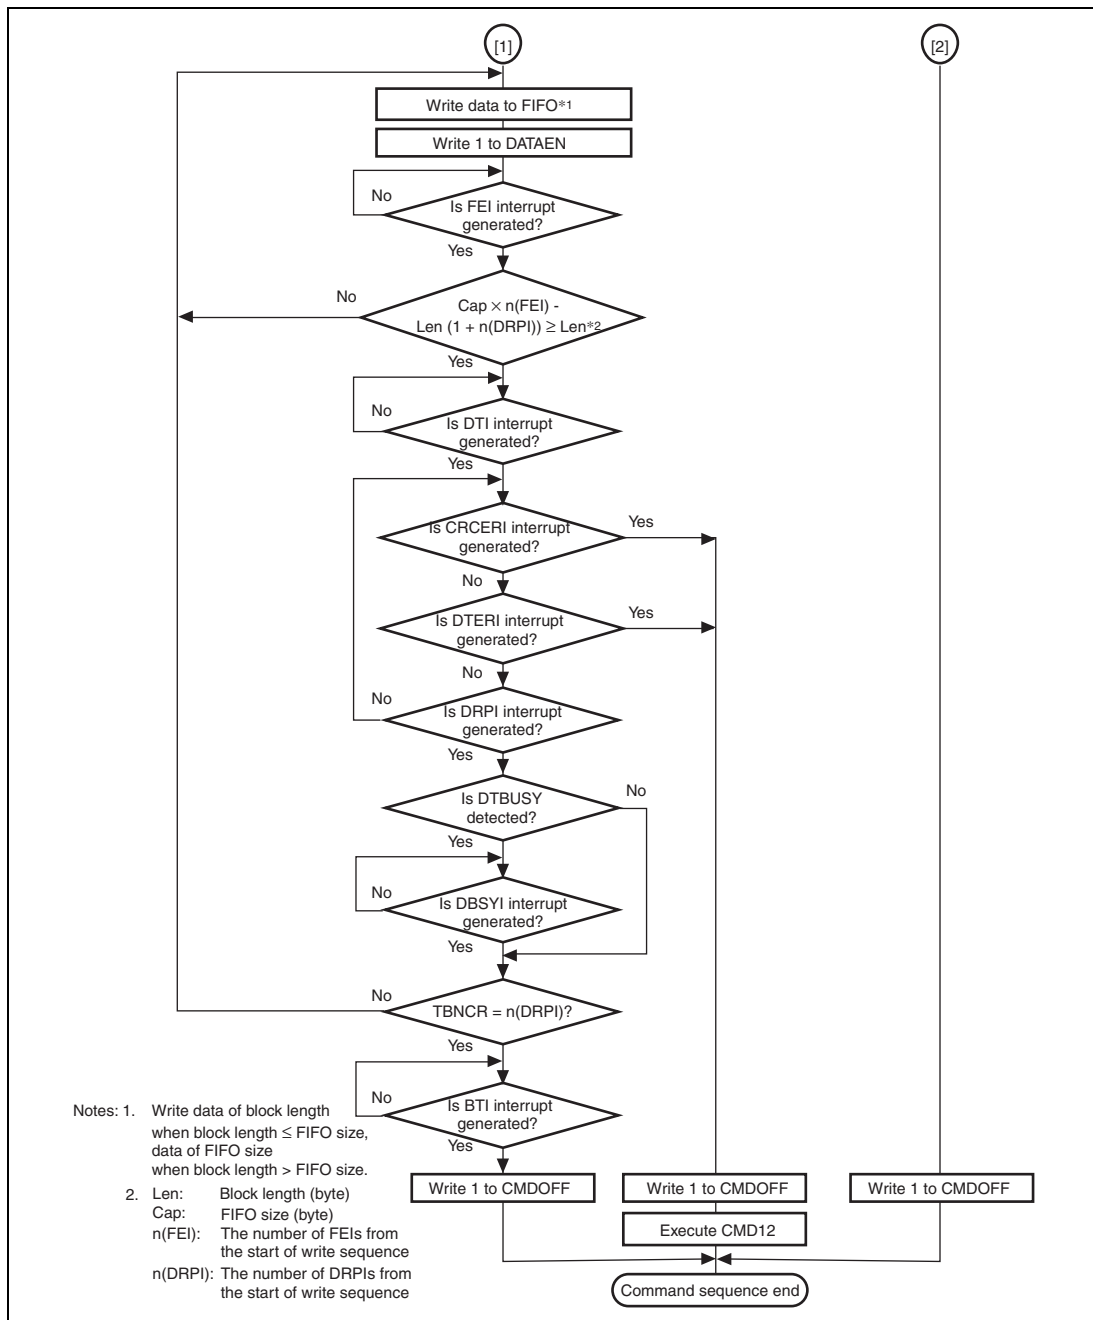 [1]
[2]
Write data to FIFO*1
Write 1 to DATAEN
No
Is FEI interrupt
generated?
Yes
No
Cap × n(FEI) -
Len (1 + n(DRPI)) ≥ Len*2
Yes
No
Is DTI interrupt
generated?
Yes
Is CRCERI interrupt
generated?
Yes
No
Is DTERI interrupt
generated?
Yes
No
No
Is DRPI interrupt
generated?
Yes
Is DTBUSY
detected?
No
Yes
No
Is DBSYI interrupt
generated?
Yes
No
TBNCR = n(DRPI)?
Yes
No
Is BTI interrupt
generated?
Yes
Write 1 to CMDOFF
Write 1 to CMDOFF
Write 1 to CMDOFF
Execute CMD12
Command sequence end
Notes: 1. Write data of block length
when block length ≤ FIFO size,
data of FIFO size
when block length > FIFO size.
2. Len: Block length (byte)
Cap: FIFO size (byte)
n(FEI): The number of FEIs from
the start of write sequence
n(DRPI): The number of DRPIs from
the start of write sequence